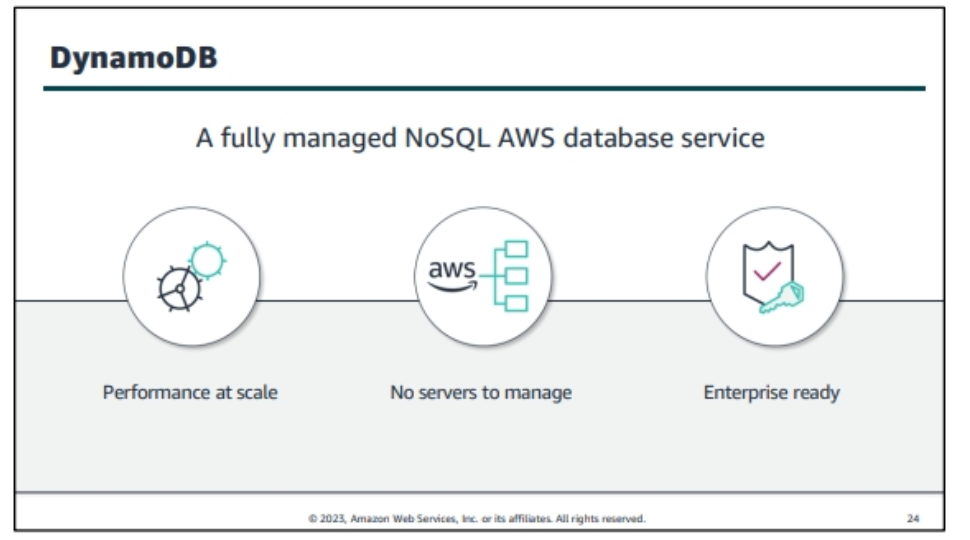 DynamoDB
A fully managed NoSQL AWS database service
aws
Performance at scale
No servers to manage
Enterprise ready
© 2023, Amazon Web Services, Inc. or its affiliates. All rights reserved.
24